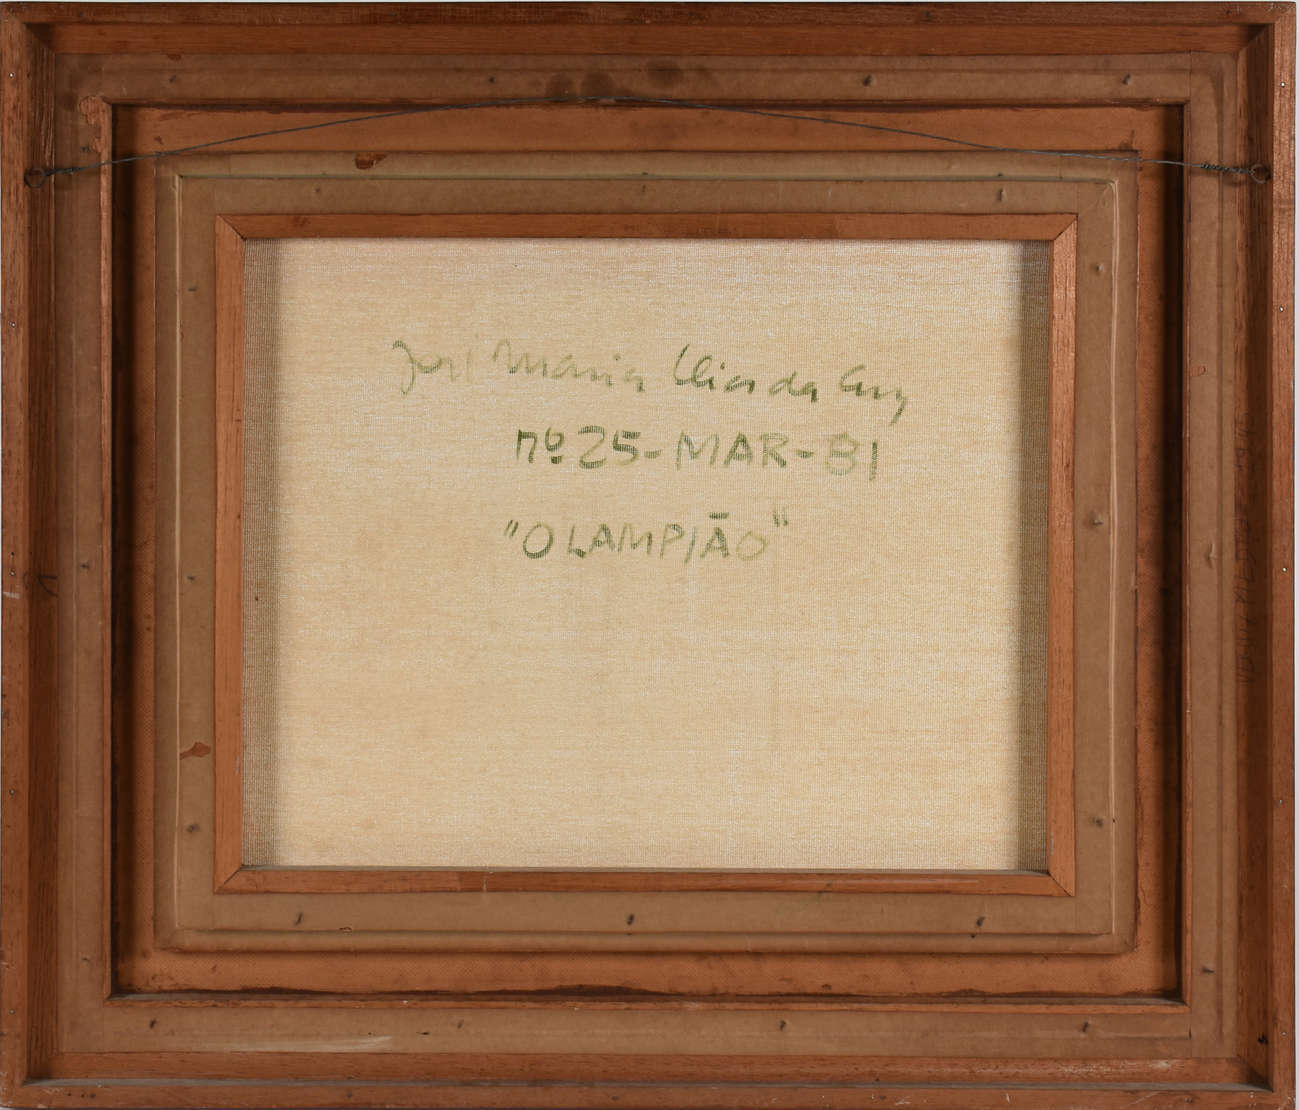 José Maria Dias da Cruz
nº 25-MAR-81
"O LAMPIÃO"